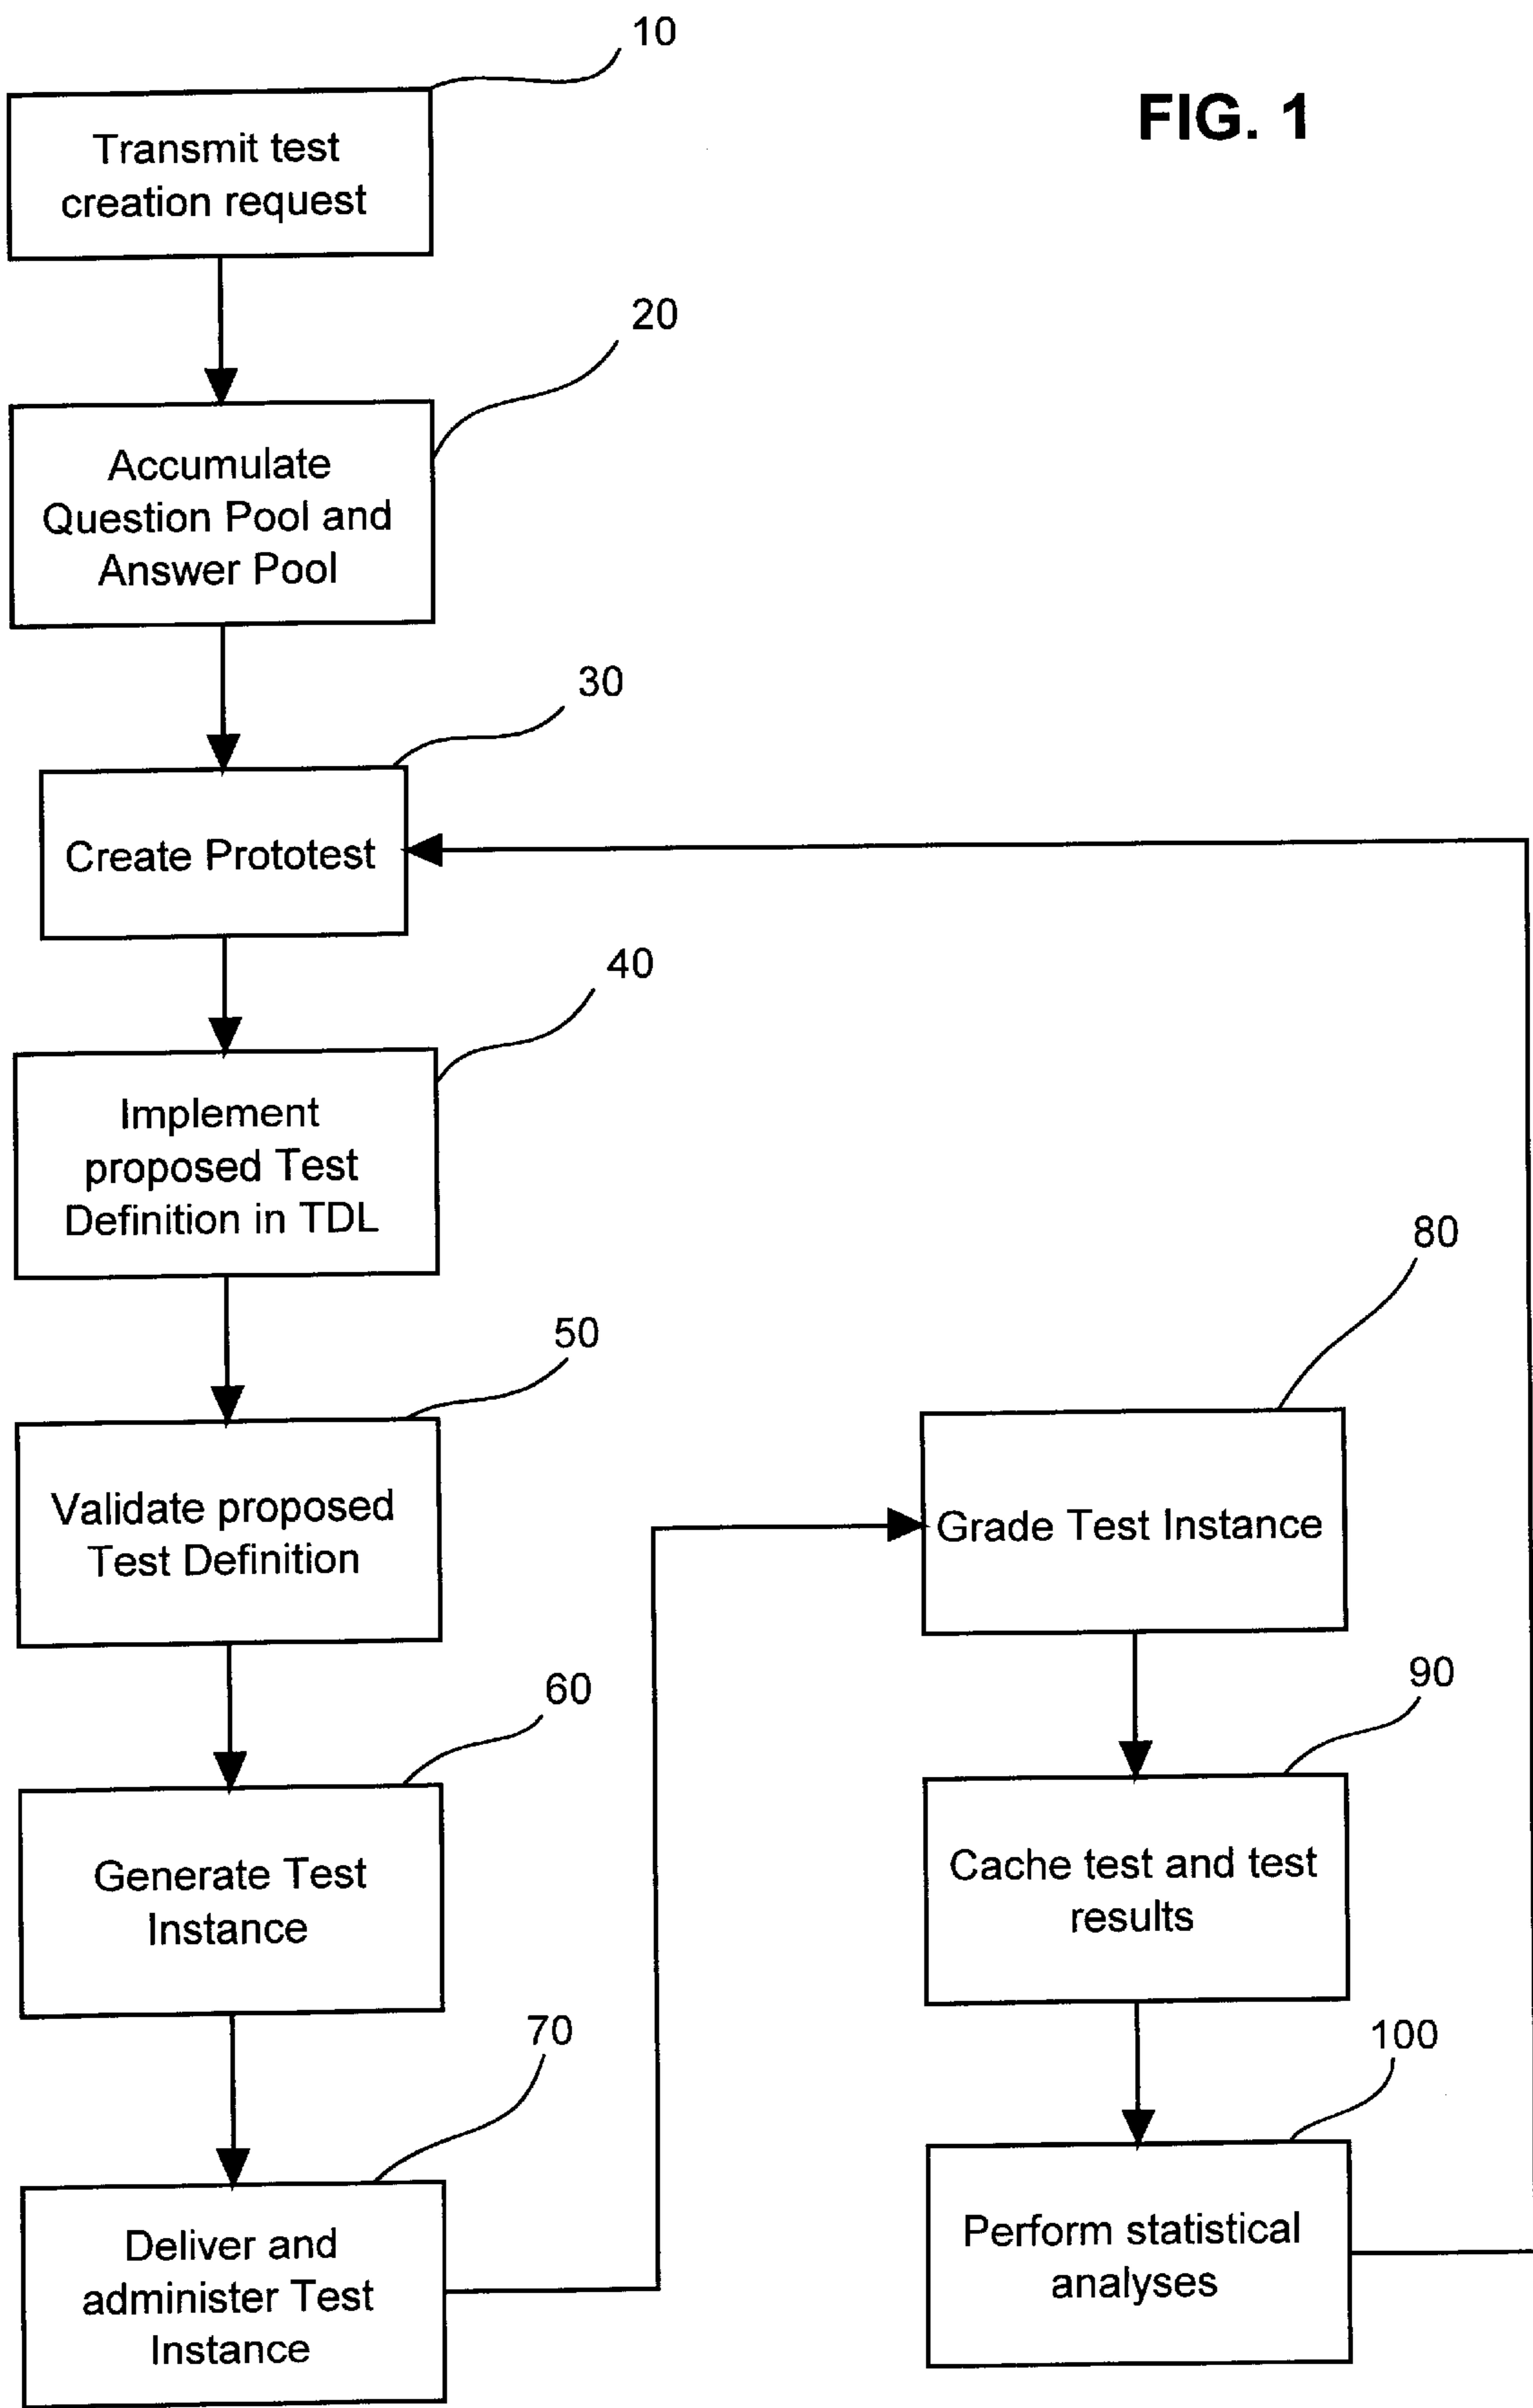 10
FIG. 1
Transmit test
creation request
20
Accumulate
Question Pool and
Answer Pool
30
Create Prototest
40
Implement
proposed Test
Definition in TDL
50
Validate proposed
Test Definition
60
Generate Test
Instance
70
Deliver and
administer Test
Instance
80
Grade Test Instance
90
Cache test and test
results
100
Perform statistical
analyses